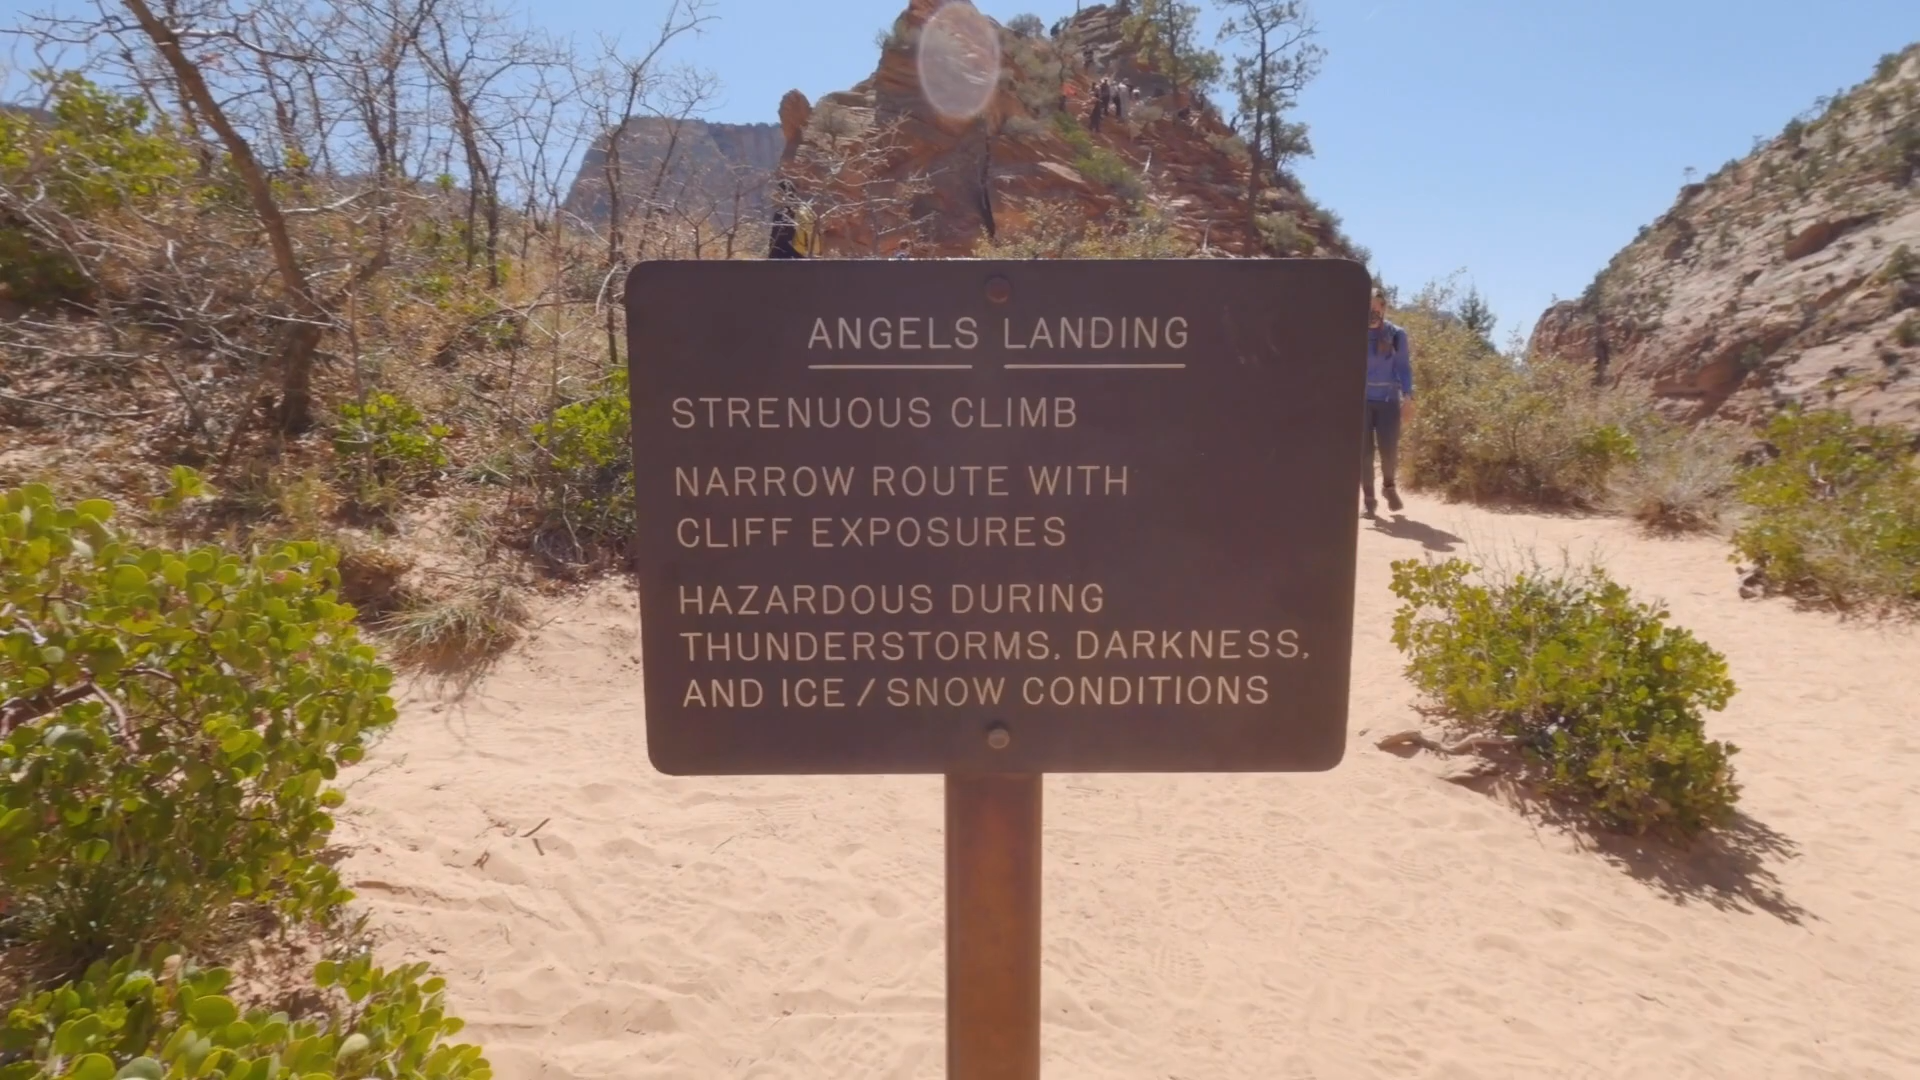 ANGELS LANDING
STRENUOUS CLIMB
NARROW ROUTE WITH
CLIFF EXPOSURES
HAZARDOUS DURING
THUNDERSTORMS, DARKNESS,
AND ICE/SNOW CONDITIONS